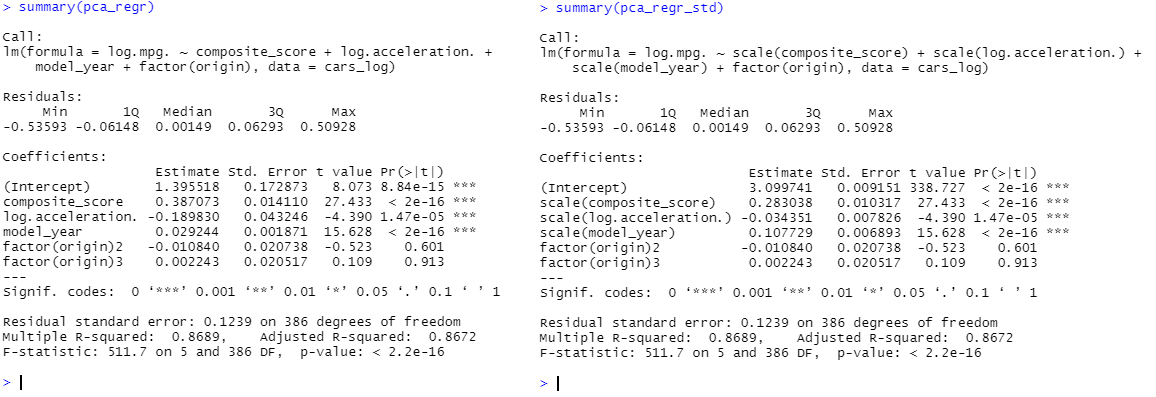 > summary(pca_regr)
Call:
lm(formula = log.mpg. ~ composite_score + log.acceleration. +
    model_year + factor(origin), data = cars_log)
Residuals:
     Min       1Q   Median       3Q      Max
-0.53593 -0.06148  0.00149  0.06293  0.50928
Coefficients:
                   Estimate Std. Error t value Pr(>|t|)
(Intercept)        1.395518   0.172873   8.073 8.84e-15 ***
composite_score    0.387073   0.014110  27.433  < 2e-16 ***
log.acceleration. -0.189830   0.043246  -4.390 1.47e-05 ***
model_year         0.029244   0.001871  15.628  < 2e-16 ***
factor(origin)2   -0.010840   0.020738  -0.523    0.601
factor(origin)3    0.002243   0.020517   0.109    0.913
---
Signif. codes:  0 ‘***’ 0.001 ‘**’ 0.01 ‘*’ 0.05 ‘.’ 0.1 ‘ ’ 1
Residual standard error: 0.1239 on 386 degrees of freedom
Multiple R-squared:  0.8689,    Adjusted R-squared:  0.8672
F-statistic: 511.7 on 5 and 386 DF,  p-value: < 2.2e-16
>
> summary(pca_regr_std)
Call:
lm(formula = log.mpg. ~ scale(composite_score) + scale(log.acceleration.) +
    scale(model_year) + factor(origin), data = cars_log)
Residuals:
     Min       1Q   Median       3Q      Max
-0.53593 -0.06148  0.00149  0.06293  0.50928
Coefficients:
                          Estimate Std. Error t value Pr(>|t|)
(Intercept)               3.099741   0.009151 338.727  < 2e-16 ***
scale(composite_score)    0.283038   0.010317  27.433  < 2e-16 ***
scale(log.acceleration.) -0.034351   0.007826  -4.390 1.47e-05 ***
scale(model_year)         0.107729   0.006893  15.628  < 2e-16 ***
factor(origin)2          -0.010840   0.020738  -0.523    0.601
factor(origin)3           0.002243   0.020517   0.109    0.913
---
Signif. codes:  0 ‘***’ 0.001 ‘**’ 0.01 ‘*’ 0.05 ‘.’ 0.1 ‘ ’ 1
Residual standard error: 0.1239 on 386 degrees of freedom
Multiple R-squared:  0.8689,    Adjusted R-squared:  0.8672
F-statistic: 511.7 on 5 and 386 DF,  p-value: < 2.2e-16
>